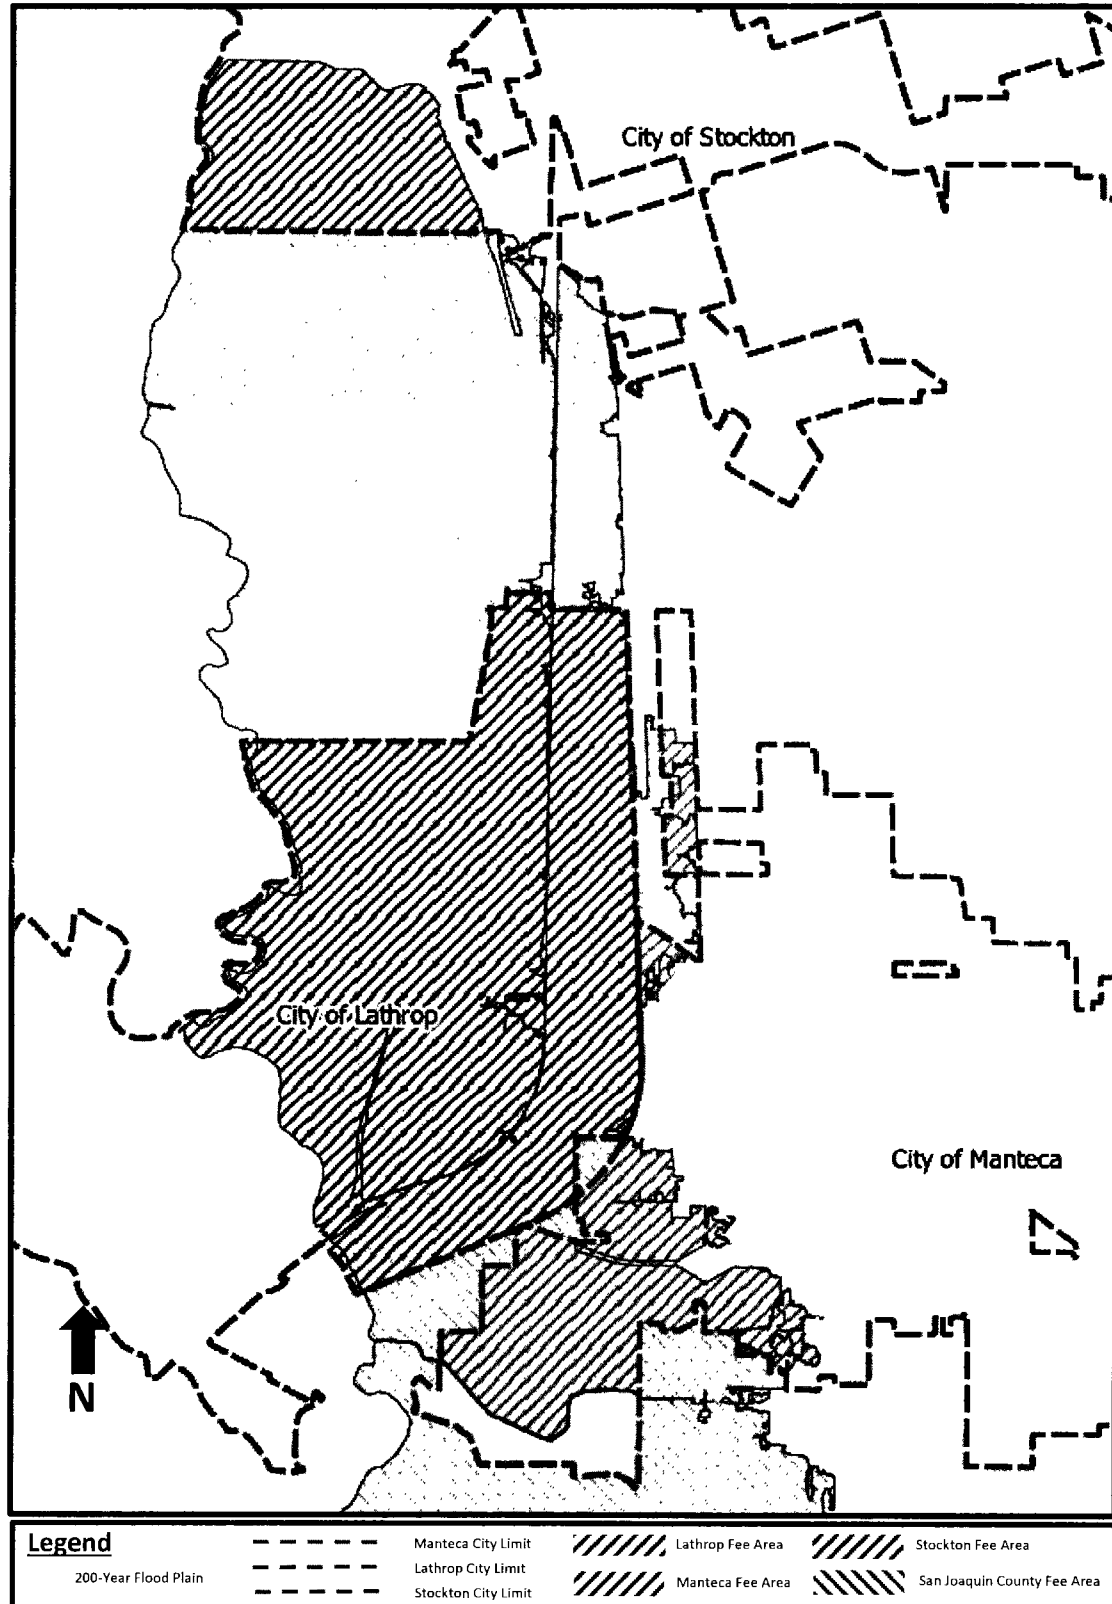 City of Stockton
City of Lathrop
City of Manteca
N
Legend
200-Year Flood Plain
Manteca City Limit
Lathrop City Limit
Stockton City Limit
Lathrop Fee Area
Manteca Fee Area
Stockton Fee Area
San Joaquin County Fee Area